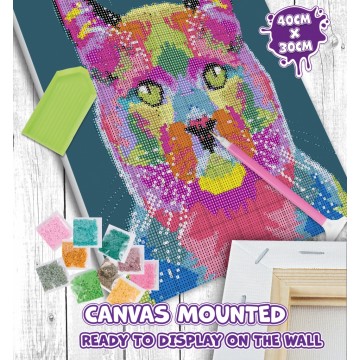 40CM
X
30CM
CANVAS MOUNTED
READY TO DISPLAY ON THE WALL